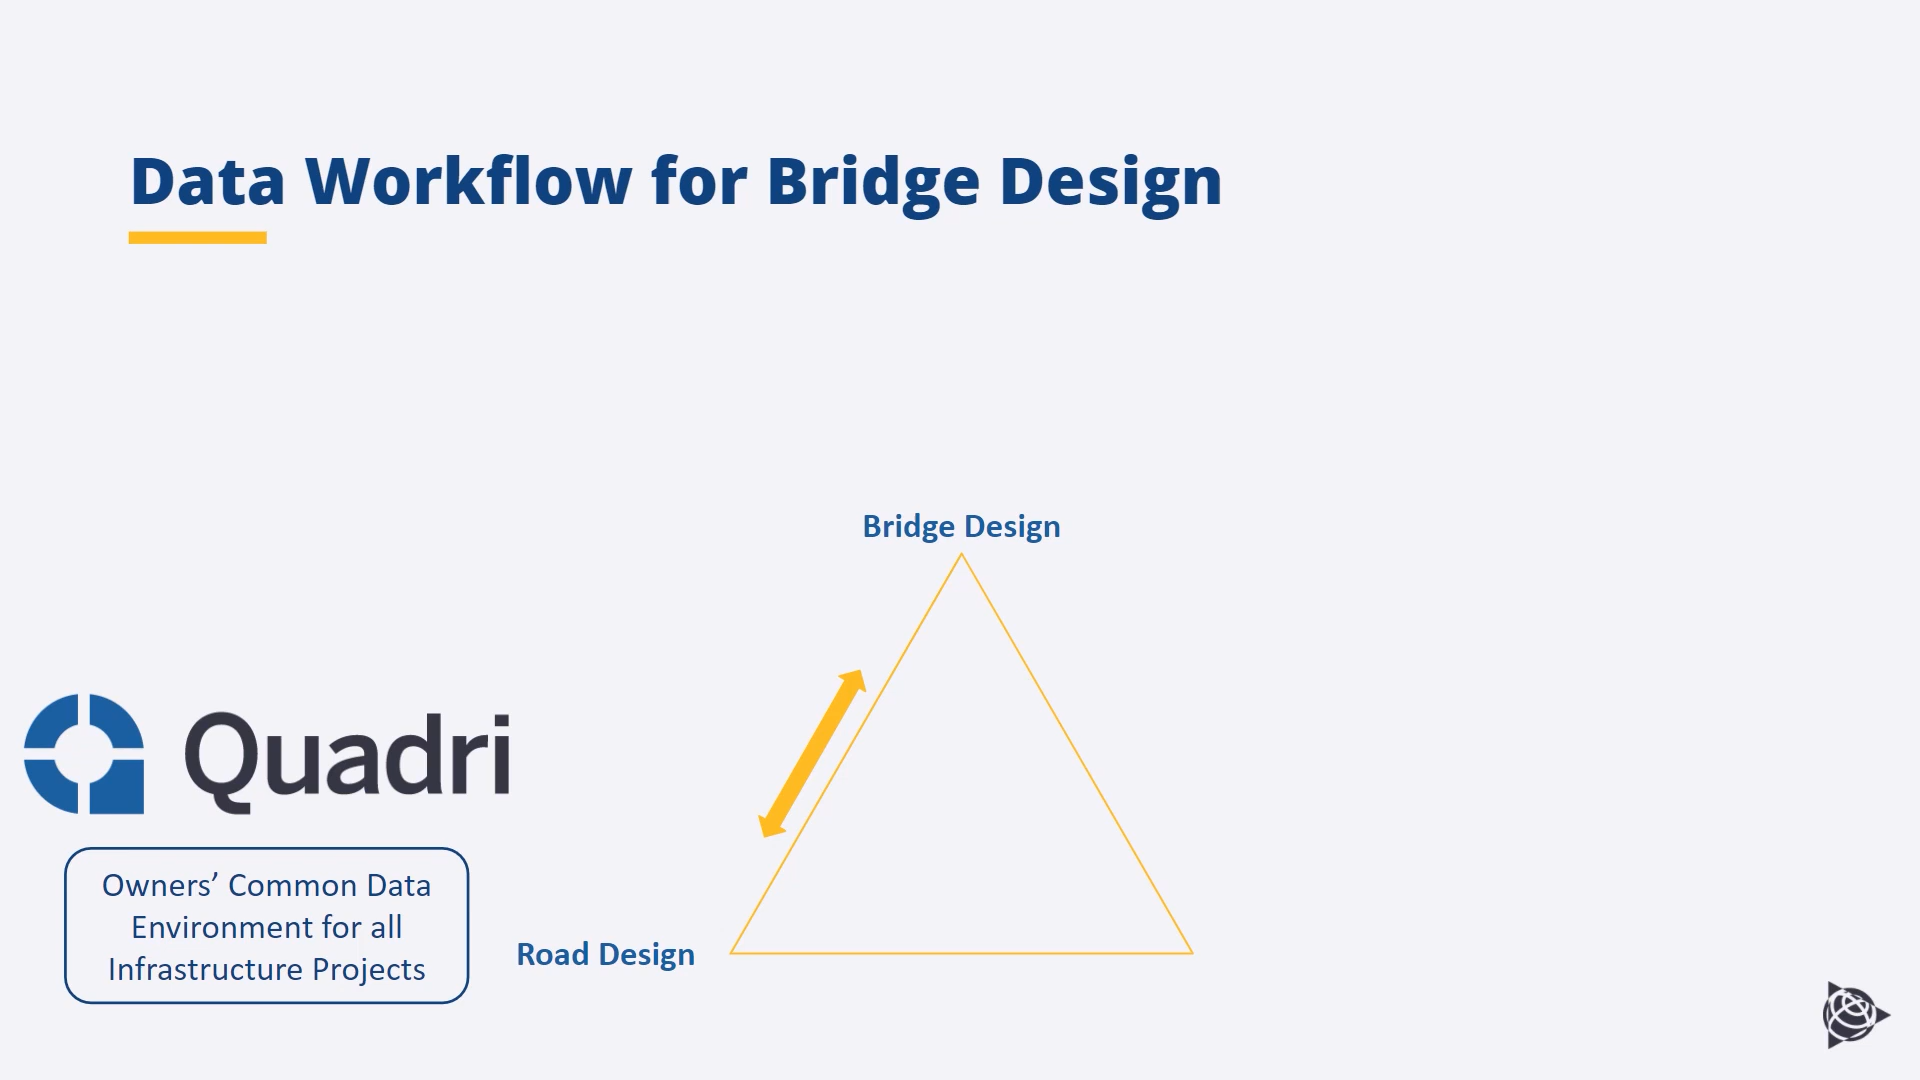 Data Workflow for Bridge Design
Bridge Design
Quadri
Owners’ Common Data
Environment for all
Infrastructure Projects
Road Design